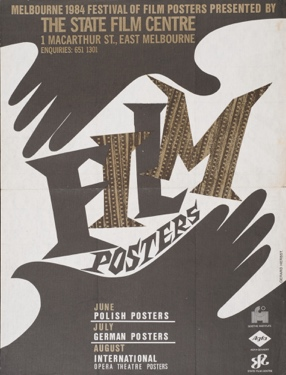 MELBOURNE 1984 FESTIVAL OF FILM POSTERS PRESENTED BY
THE STATE FILM CENTRE
1 MACARTHUR ST., EAST MELBOURNE
ENQUIRIES: 651 1301
FILM
POSTERS
JUNE
POLISH POSTERS
JULY
GERMAN POSTERS
AUGUST
INTERNATIONAL
OPERA THEATRE POSTERS
Agfa